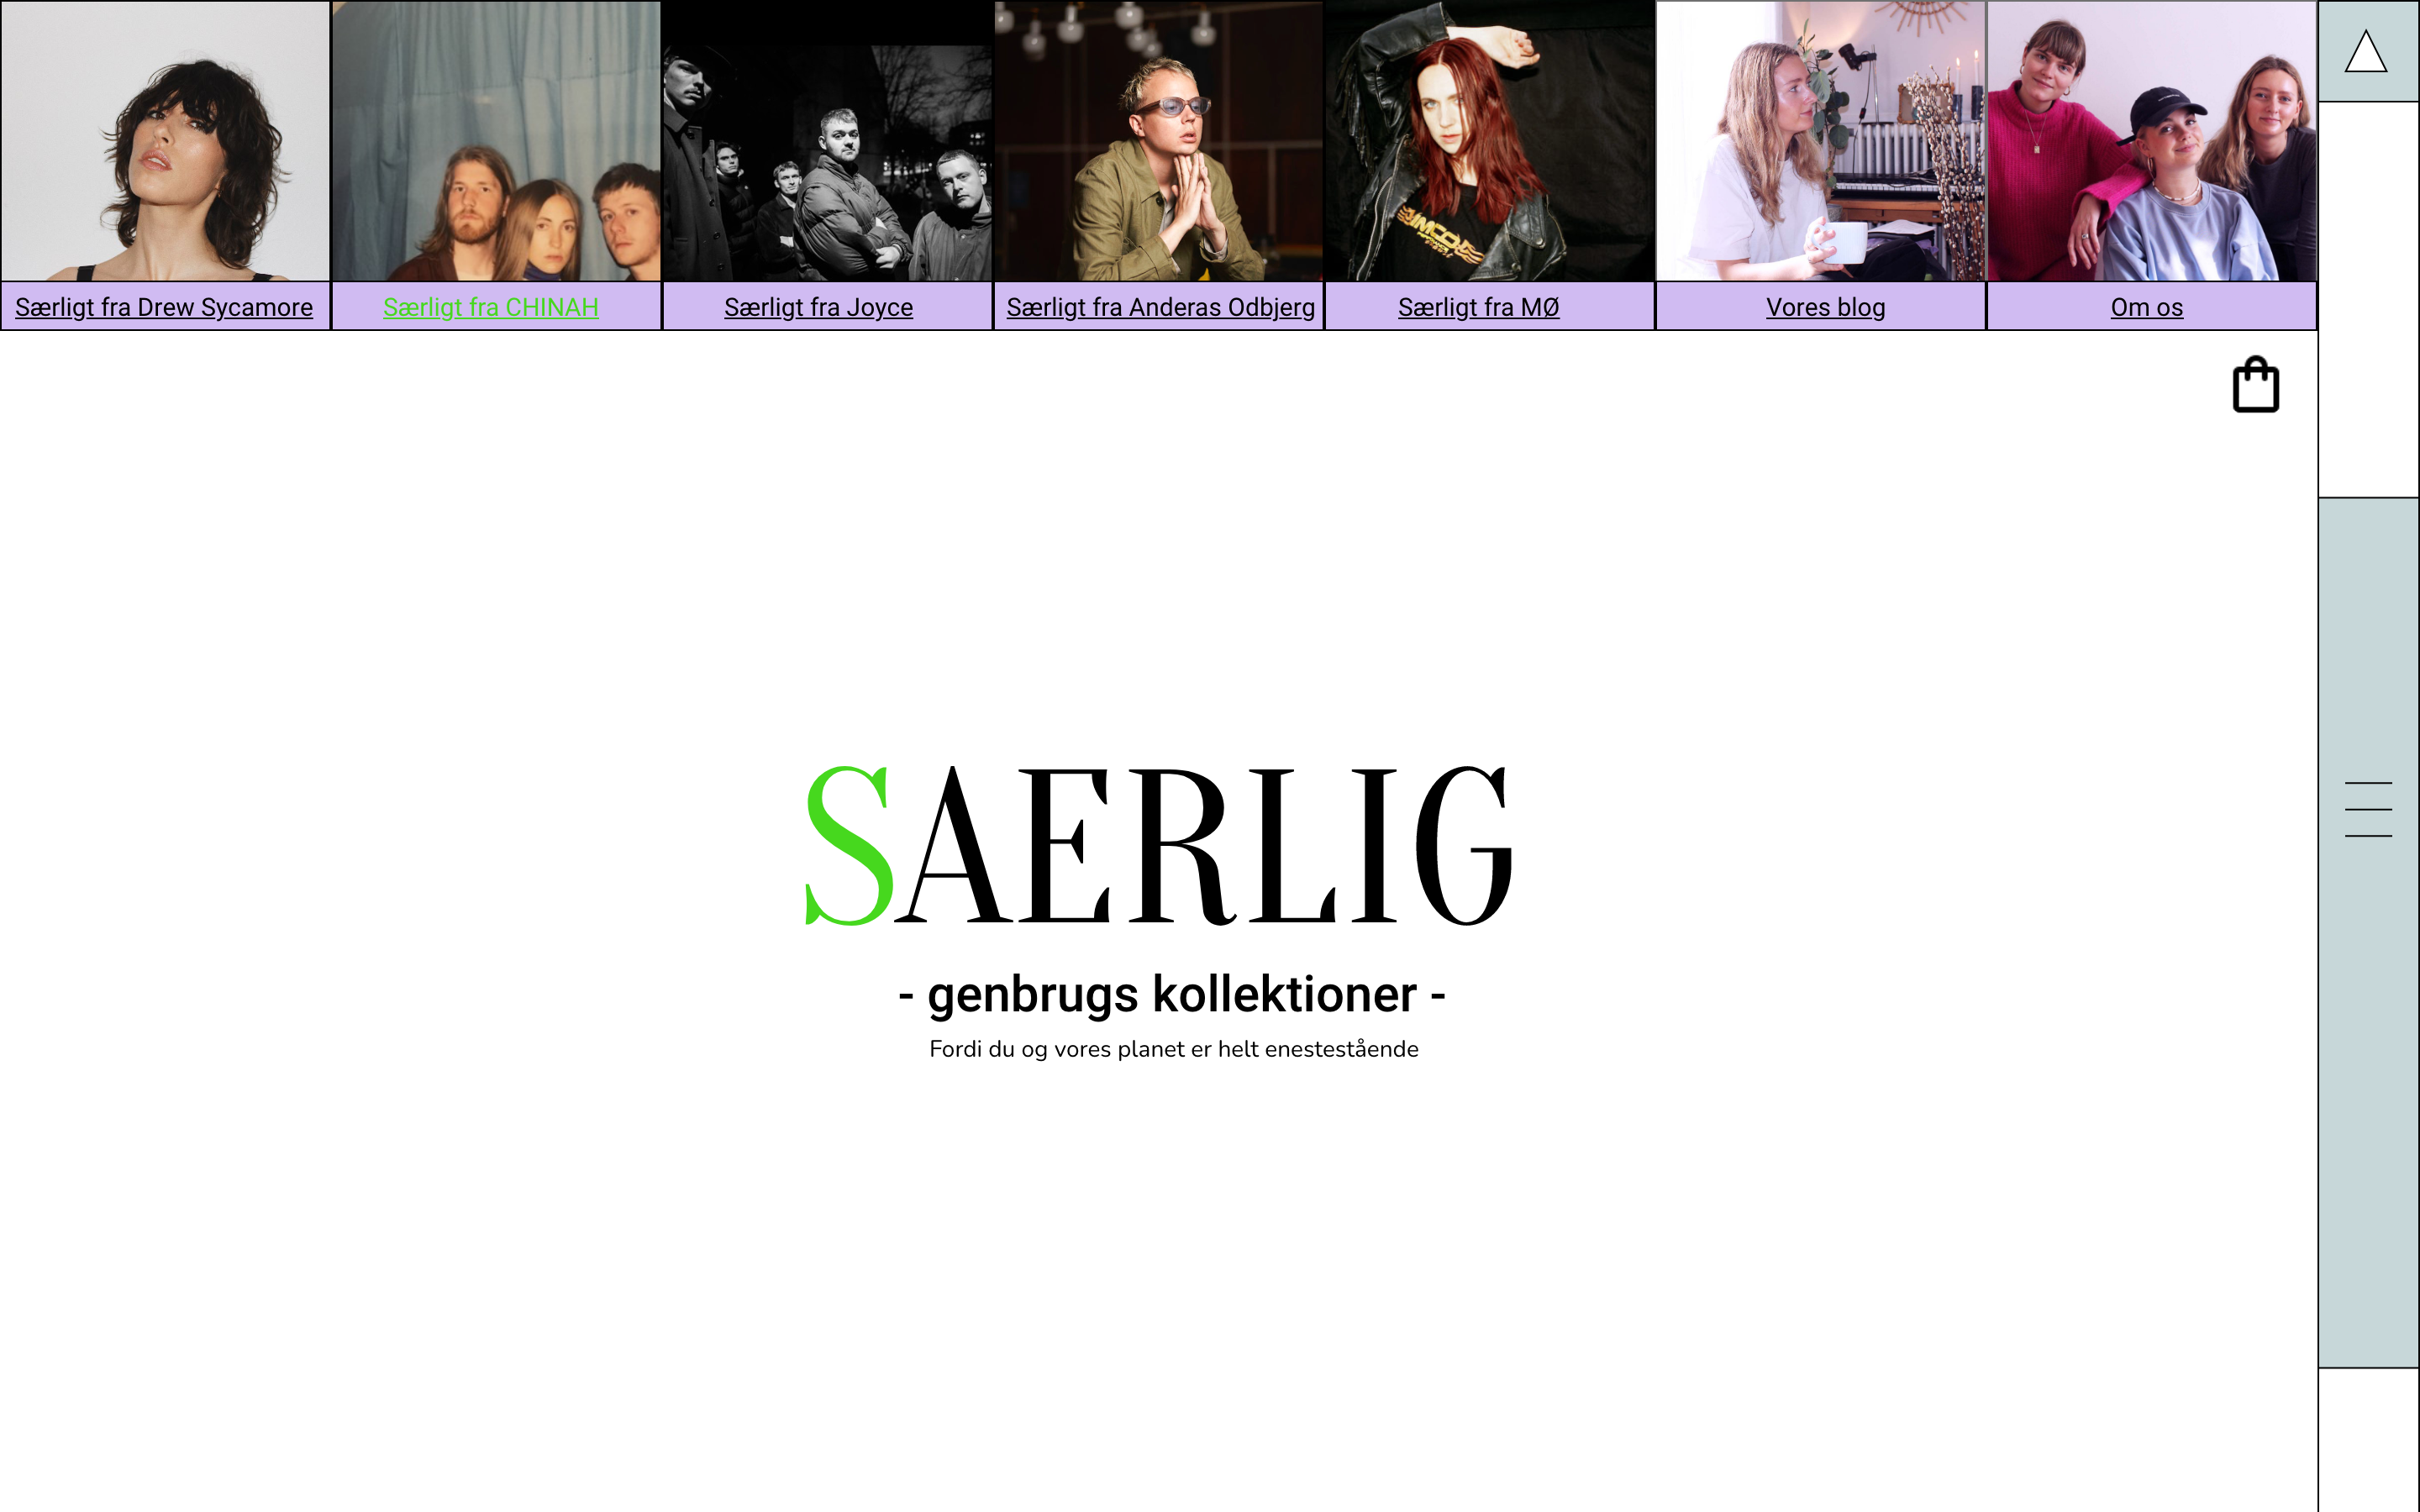 Særligt fra Drew Sycamore
Særligt fra CHINAH
Særligt fra Joyce
Særligt fra Anderas Odbjerg
Særligt fra MØ
Vores blog
Om os
SAERLIG
- genbrugs kollektioner -
Fordi du og vores planet er helt enestestående